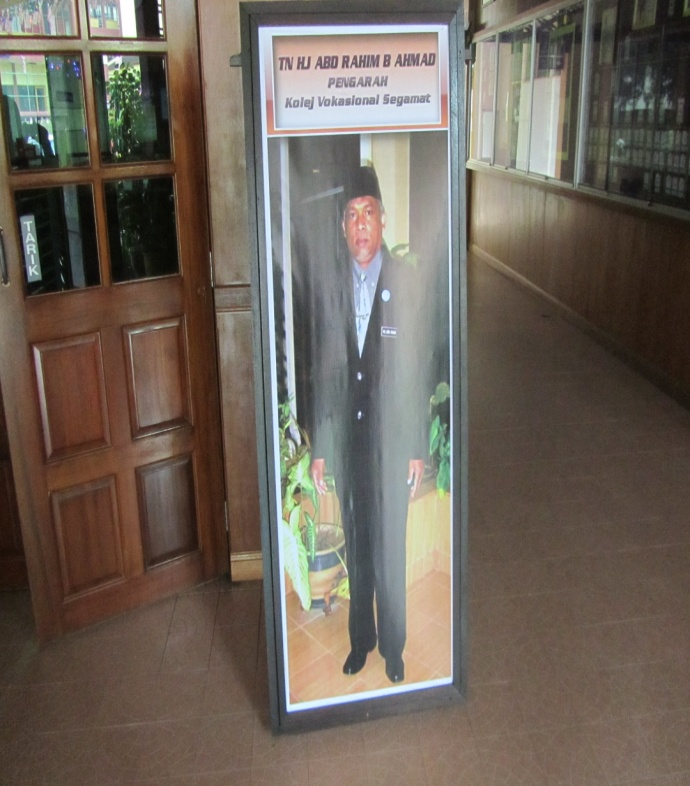 TN HJ ABD RAHIM B AHMAD
PENGARAH
Kolej Vokasional Segamat
TARIK